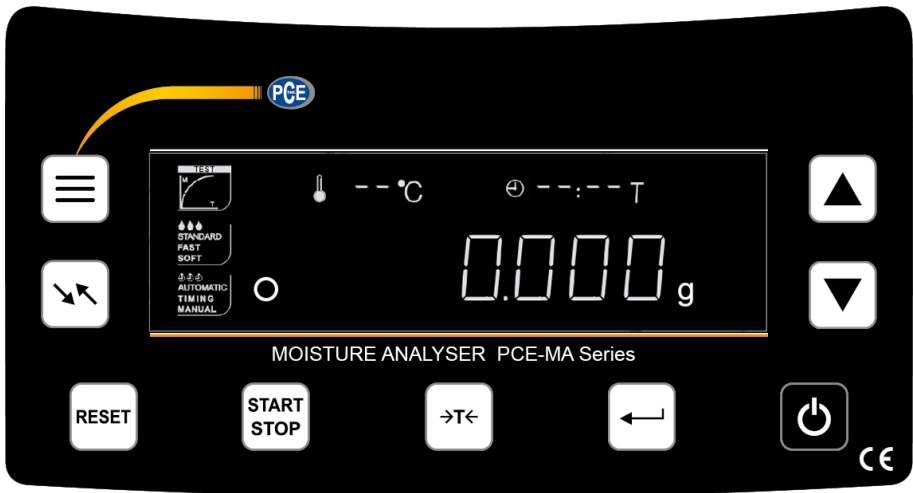 PCE
TEST
M
T
--°C
--:-- T
STANDARD
FAST
SOFT
0.000 g
AUTOMATIC
TIMING
MANUAL
MOISTURE ANALYSER PCE-MA Series
RESET
START
STOP
→T←
CE